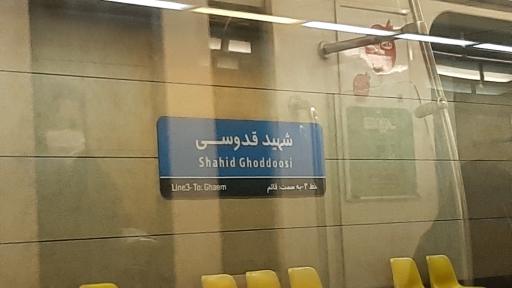 شهید قدوسی
Shahid Ghoddoosi
Line3- To: Ghaem
خط ۳-به سمت: قائم